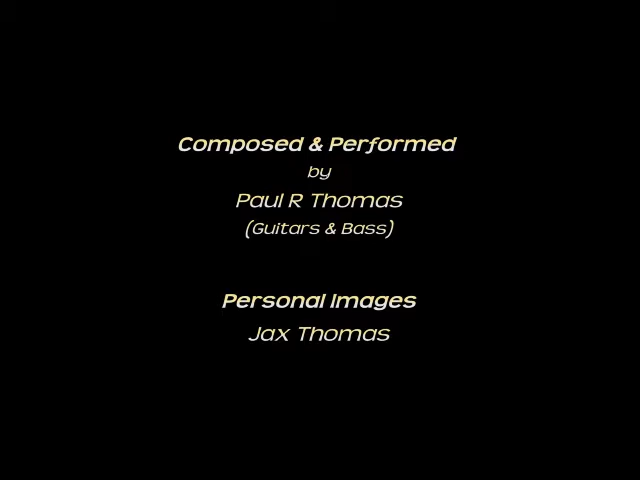 Composed & Performed
by
Paul R Thomas
(Guitars & Bass)
Personal Images
Jax Thomas